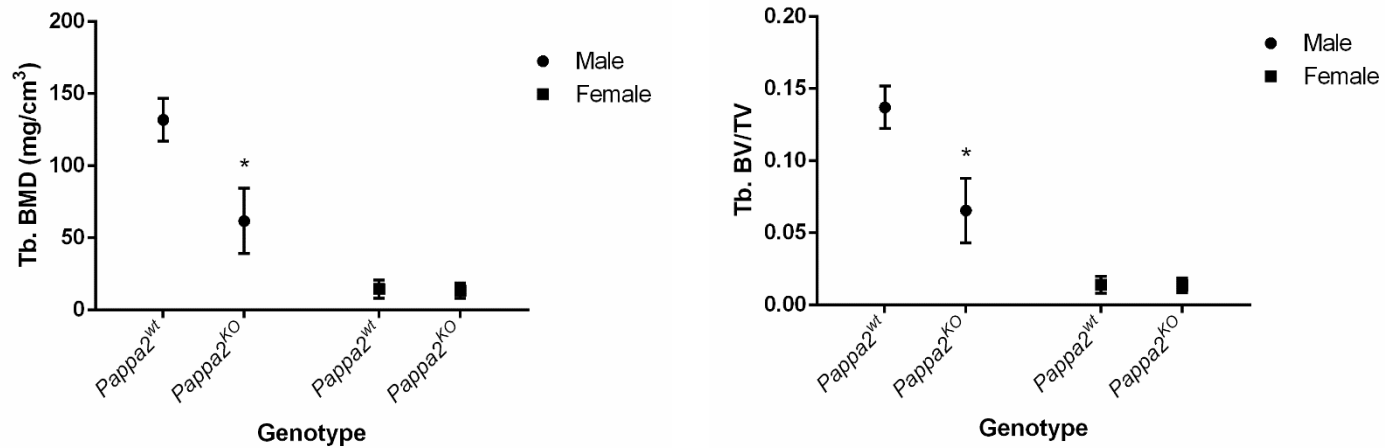 Tb. BMD (mg/cm³)
200
150
100
50
0
*
Male
Female
Pappa2ʷᵗ
Pappa2ᴷᴼ
Pappa2ʷᵗ
Pappa2ᴷᴼ
Genotype
Tb. BV/TV
0.20
0.15
0.10
0.05
0.00
*
Male
Female
Pappa2ʷᵗ
Pappa2ᴷᴼ
Pappa2ʷᵗ
Pappa2ᴷᴼ
Genotype